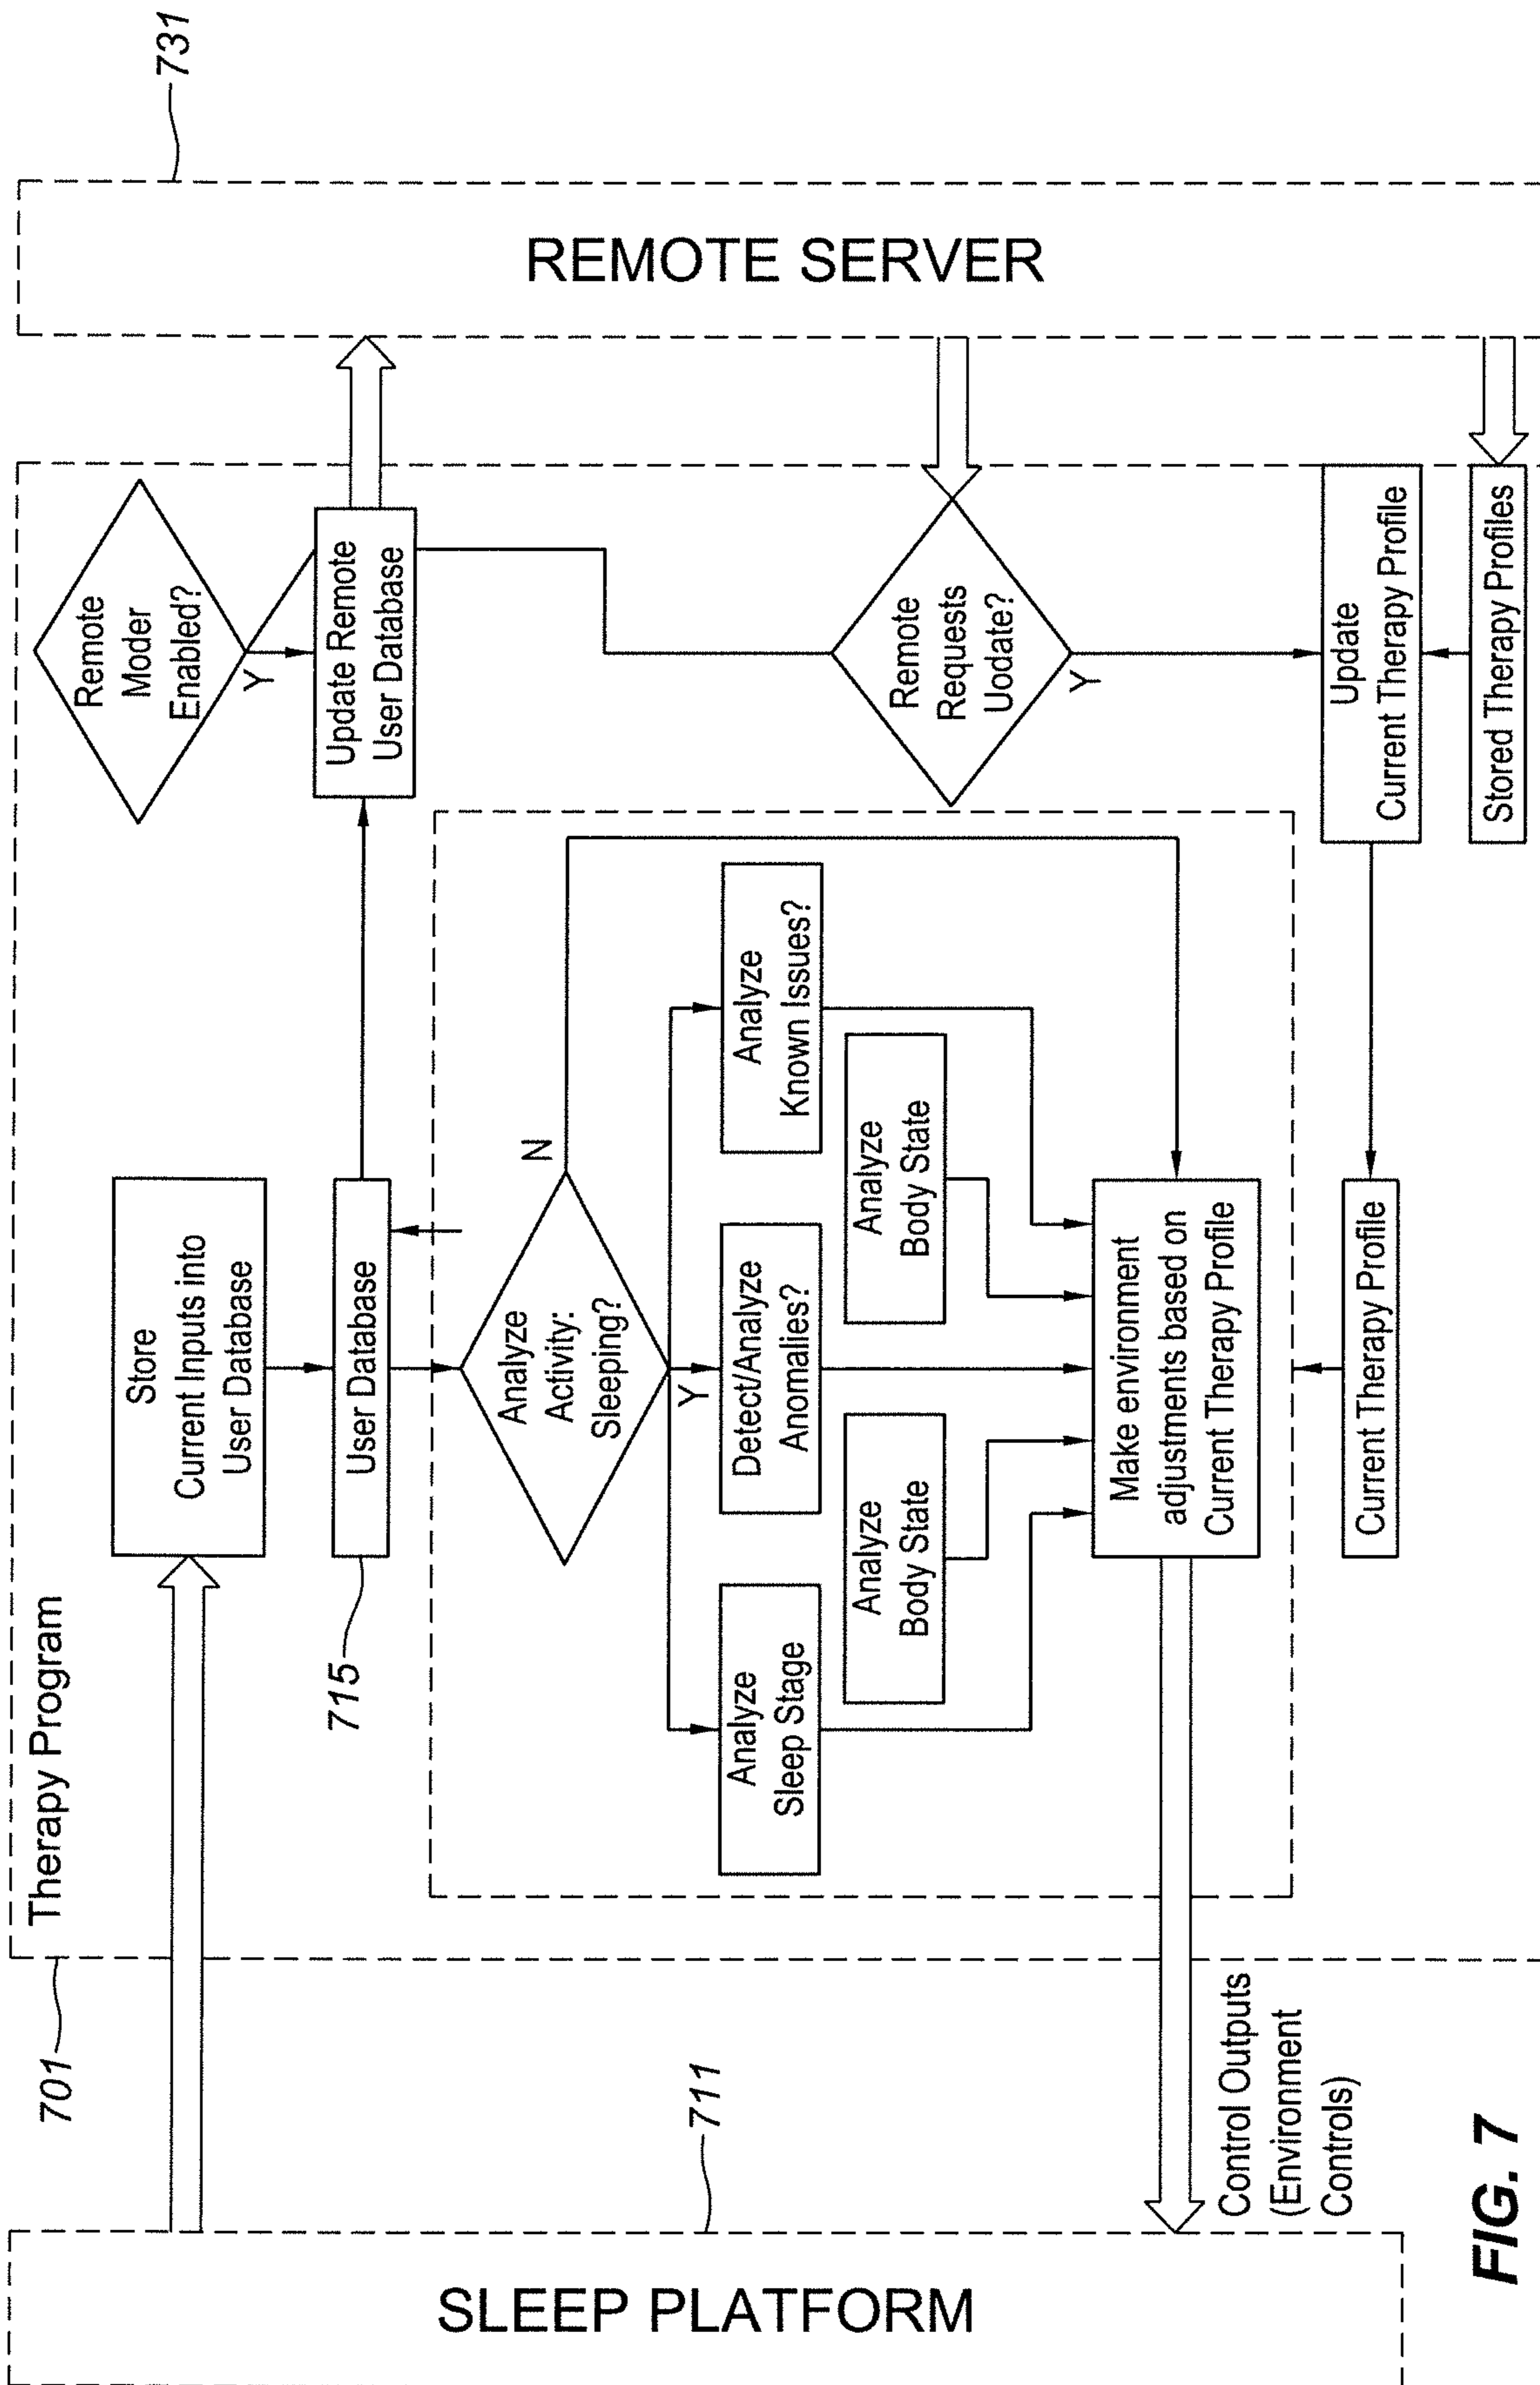 Therapy Program
701
SLEEP PLATFORM
711
Store
Current Inputs into
User Database
User Database
715
Analyze
Activity:
Sleeping?
N
Y
Analyze
Sleep Stage
Analyze
Body State
Detect/Analyze
Anomalies?
Analyze
Body State
Analyze
Known Issues?
Make environment
adjustments based on
Current Therapy Profile
Control Outputs
(Environment
Controls)
Current Therapy Profile
Remote
Moder
Enabled?
Y
Update Remote
User Database
Remote
Requests
Uodate?
Y
Update
Current Therapy Profile
Stored Therapy Profiles
REMOTE SERVER
731
FIG. 7